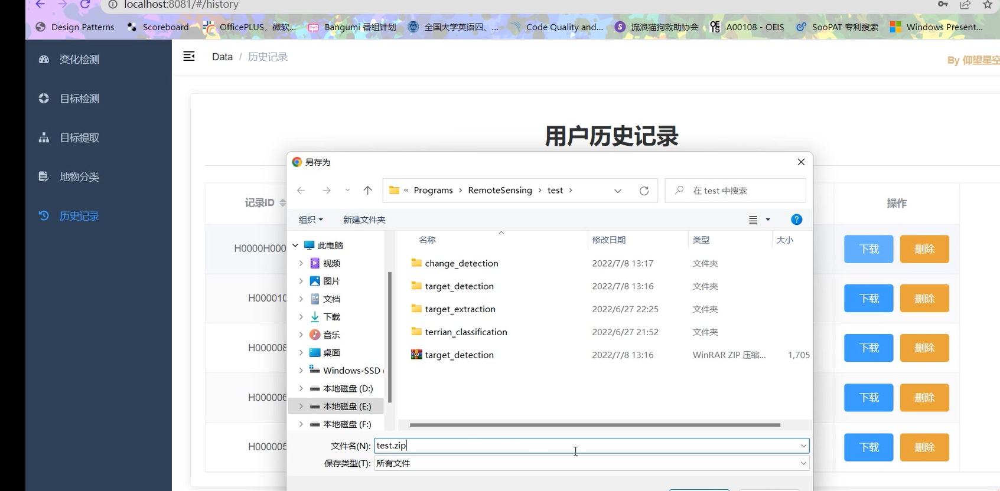 localhost:8081/#/history
Design Patterns
Scoreboard
OfficePLUS，微软...
Bangumi 番组计划
全国大学英语四、...
Code Quality and...
流浪猫狗救助协会
A00108 - OEIS
SooPAT 专利搜索
Windows Present...
变化检测
目标检测
目标提取
地物分类
历史记录
Data / 历史记录
By 仰望星空
用户历史记录
记录ID
操作
H0000H000
下载 删除
H000010
下载 删除
H000008
下载 删除
H000006
下载 删除
H000005
下载 删除
另存为
« Programs › RemoteSensing › test ›
在 test 中搜索
组织
新建文件夹
此电脑
视频
图片
文档
下载
音乐
桌面
Windows-SSD (
本地磁盘 (D:)
本地磁盘 (E:)
本地磁盘 (F:)
名称 修改日期 类型 大小
change_detection 2022/7/8 13:17 文件夹
target_detection 2022/7/8 13:16 文件夹
target_extraction 2022/6/27 22:25 文件夹
terrian_classification 2022/6/27 21:52 文件夹
target_detection 2022/7/8 13:16 WinRAR ZIP 压缩... 1,705
文件名(N): test.zip
保存类型(T): 所有文件